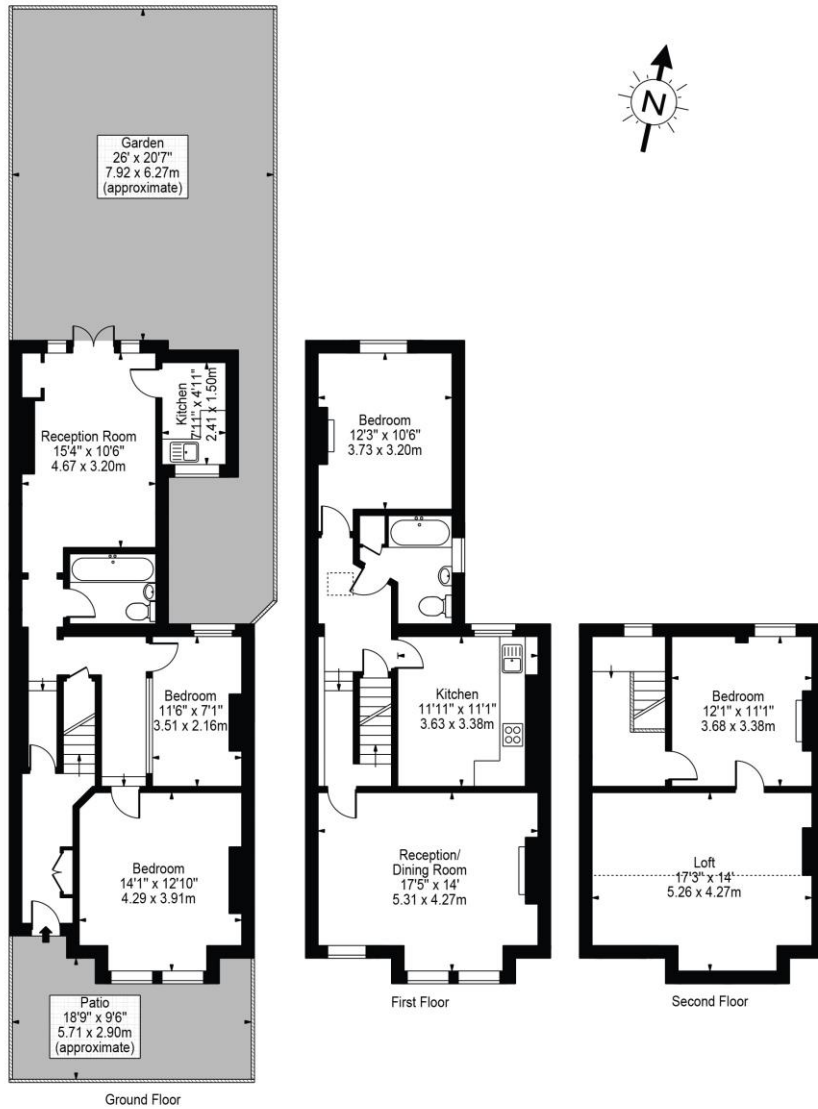 N
Garden
26' x 20'7"
7.92 x 6.27m
(approximate)
Kitchen
7'11" x 4'11"
2.41 x 1.50m
Reception Room
15'4" x 10'6"
4.67 x 3.20m
Bedroom
11'6" x 7'1"
3.51 x 2.16m
Bedroom
14'1" x 12'10"
4.29 x 3.91m
Patio
18'9" x 9'6"
5.71 x 2.90m
(approximate)
Ground Floor
Bedroom
12'3" x 10'6"
3.73 x 3.20m
Kitchen
11'11" x 11'1"
3.63 x 3.38m
Reception/
Dining Room
17'5" x 14'
5.31 x 4.27m
First Floor
Bedroom
12'1" x 11'1"
3.68 x 3.38m
Loft
17'3" x 14'
5.26 x 4.27m
Second Floor